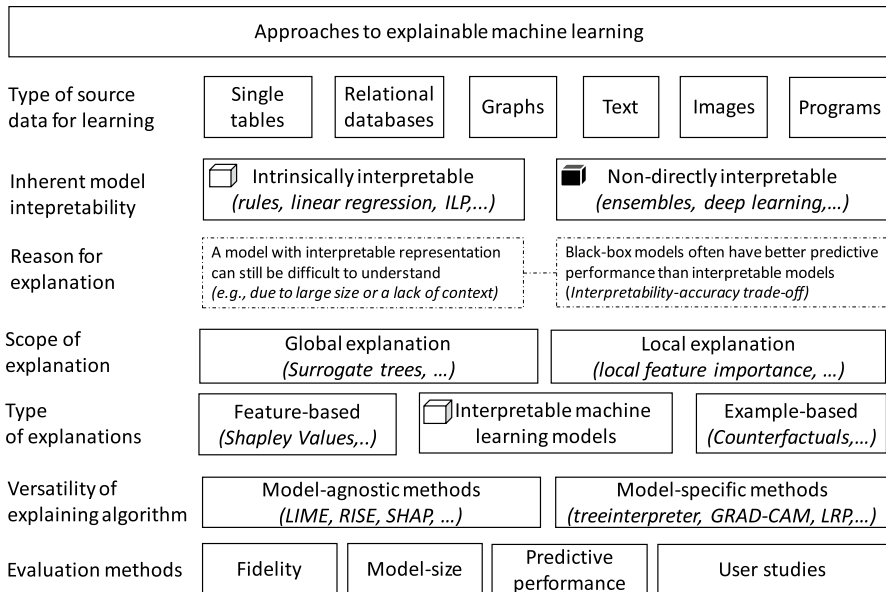 Approaches to explainable machine learning
Type of source
data for learning
Single
tables
Relational
databases
Graphs
Text
Images
Programs
Inherent model
intepretability
Intrinsically interpretable
(rules, linear regression, ILP,...)
Non-directly interpretable
(ensembles, deep learning,...)
Reason for
explanation
A model with interpretable representation
can still be difficult to understand
(e.g., due to large size or a lack of context)
Black-box models often have better predictive
performance than interpretable models
(Interpretability-accuracy trade-off)
Scope of
explanation
Global explanation
(Surrogate trees, ...)
Local explanation
(local feature importance, ...)
Type
of explanations
Feature-based
(Shapley Values,..)
Interpretable machine
learning models
Example-based
(Counterfactuals,...)
Versatility of
explaining algorithm
Model-agnostic methods
(LIME, RISE, SHAP, ...)
Model-specific methods
(treeinterpreter, GRAD-CAM, LRP,...)
Evaluation methods
Fidelity
Model-size
Predictive
performance
User studies